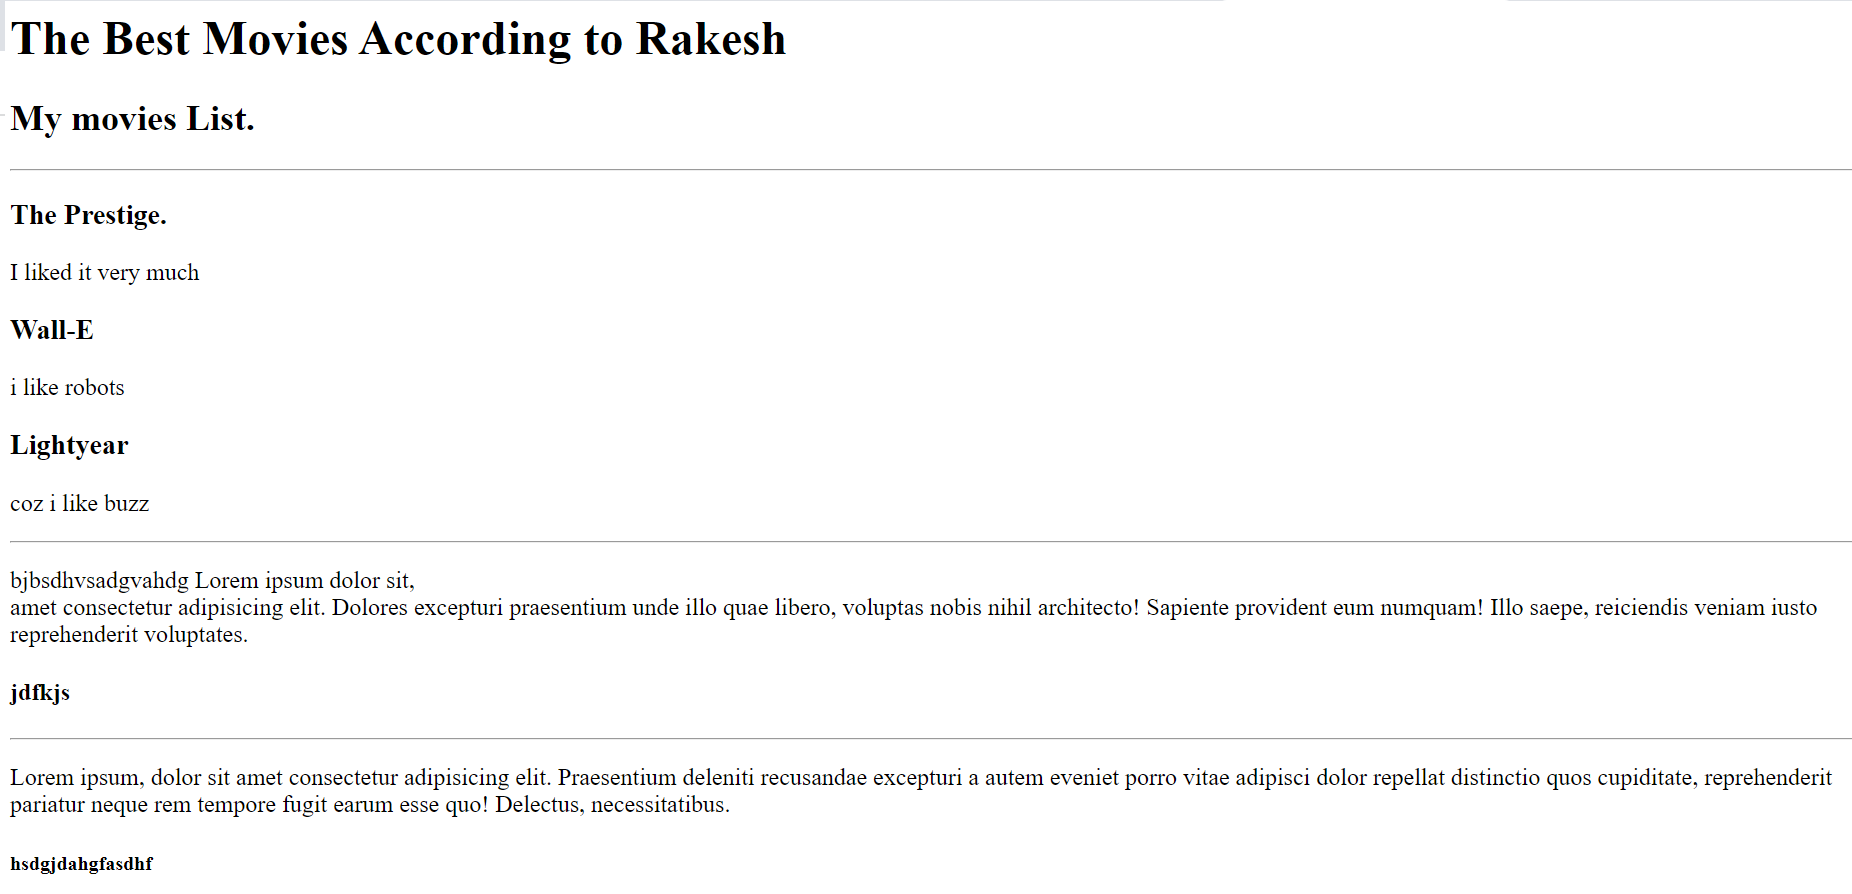 The Best Movies According to Rakesh
My movies List.
The Prestige.
I liked it very much
Wall-E
i like robots
Lightyear
coz i like buzz
bjbsdhvsadgvahdg Lorem ipsum dolor sit,
amet consectetur adipisicing elit. Dolores excepturi praesentium unde illo quae libero, voluptas nobis nihil architecto! Sapiente provident eum numquam! Illo saepe, reiciendis veniam iusto
reprehenderit voluptates.
jdfkjs
Lorem ipsum, dolor sit amet consectetur adipisicing elit. Praesentium deleniti recusandae excepturi a autem eveniet porro vitae adipisci dolor repellat distinctio quos cupiditate, reprehenderit
pariatur neque rem tempore fugit earum esse quo! Delectus, necessitatibus.
hsdgjdahgfasdhf